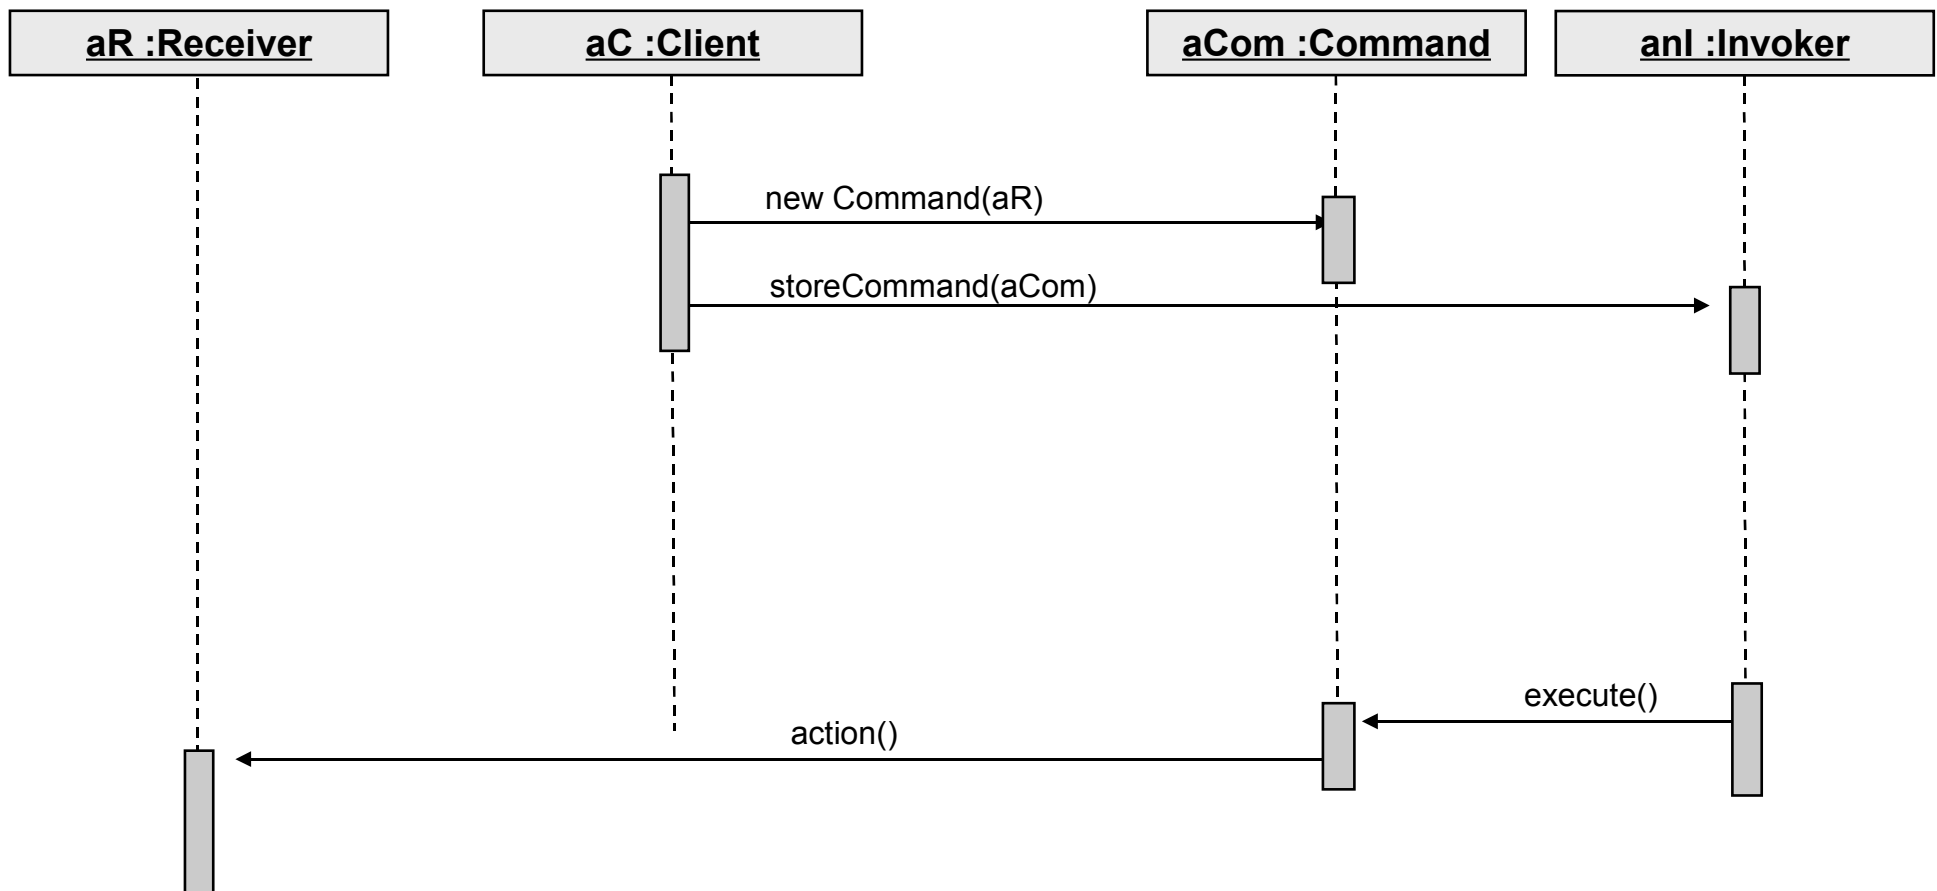 aR :Receiver
aC :Client
aCom :Command
anI :Invoker
new Command(aR)
storeCommand(aCom)
execute()
action()